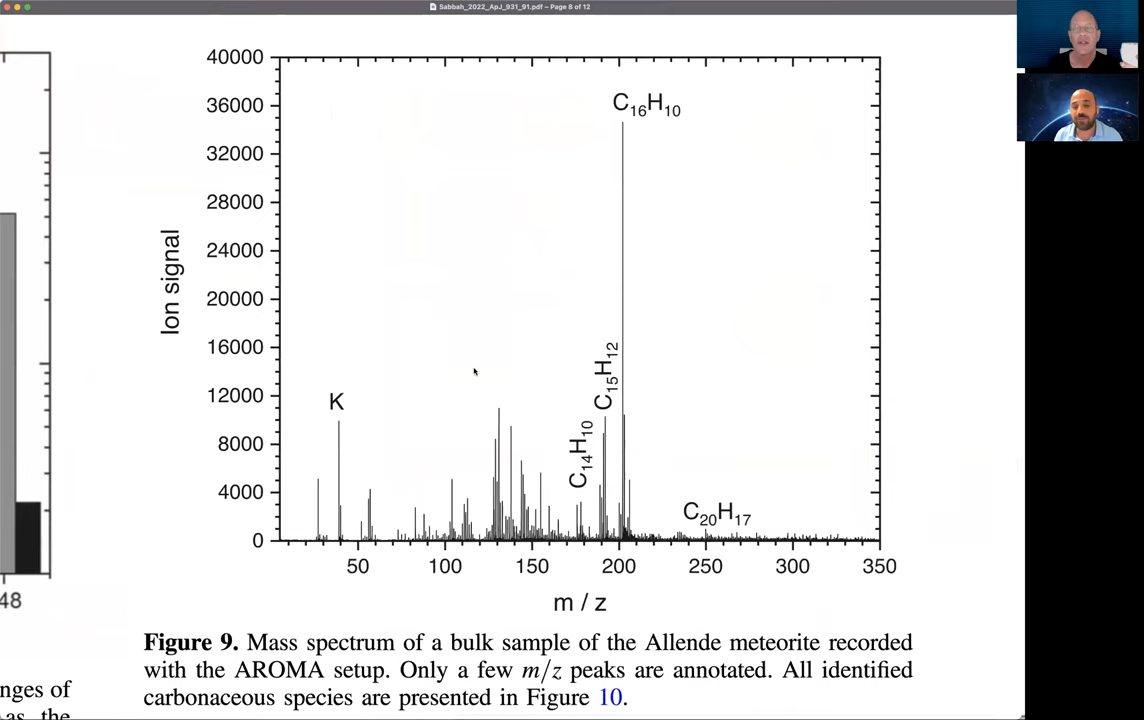 Sabbah_2022_ApJ_931_91.pdf – Page 8 of 12
40000
36000
32000
28000
24000
20000
16000
12000
8000
4000
0
Ion signal
K
C14H10
C15H12
C16H10
C20H17
50 100 150 200 250 300 350
m / z
48
Figure 9. Mass spectrum of a bulk sample of the Allende meteorite recorded
with the AROMA setup. Only a few m/z peaks are annotated. All identified
carbonaceous species are presented in Figure 10.
nges of
as the